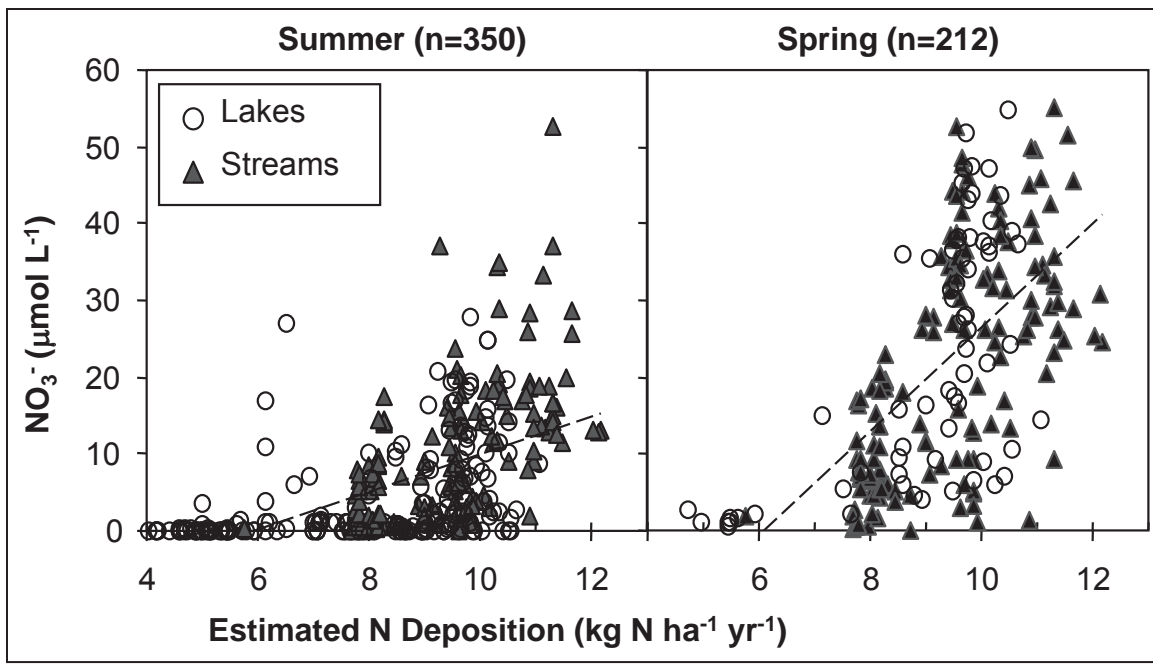 Summer (n=350)
Spring (n=212)
60
50
40
30
20
10
0
NO₃⁻ (µmol L⁻¹)
Lakes
Streams
4 6 8 10 12
6 8 10 12
Estimated N Deposition (kg N ha⁻¹ yr⁻¹)